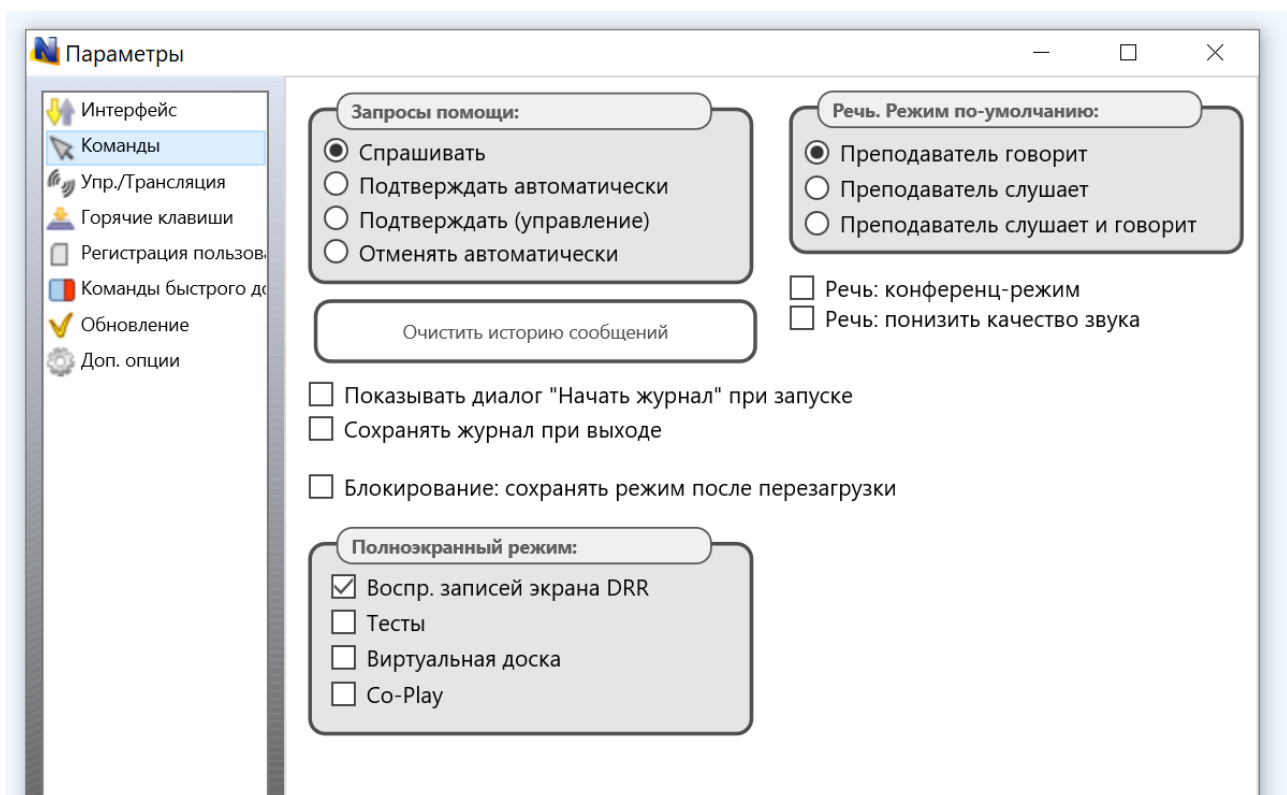 Параметры
Интерфейс
Команды
Упр./Трансляция
Горячие клавиши
Регистрация пользов
Команды быстрого д
Обновление
Доп. опции
Запросы помощи:
Спрашивать
Подтверждать автоматически
Подтверждать (управление)
Отменять автоматически
Очистить историю сообщений
Речь. Режим по-умолчанию:
Преподаватель говорит
Преподаватель слушает
Преподаватель слушает и говорит
Речь: конференц-режим
Речь: понизить качество звука
Показывать диалог "Начать журнал" при запуске
Сохранять журнал при выходе
Блокирование: сохранять режим после перезагрузки
Полноэкранный режим:
Воспр. записей экрана DRR
Тесты
Виртуальная доска
Co-Play